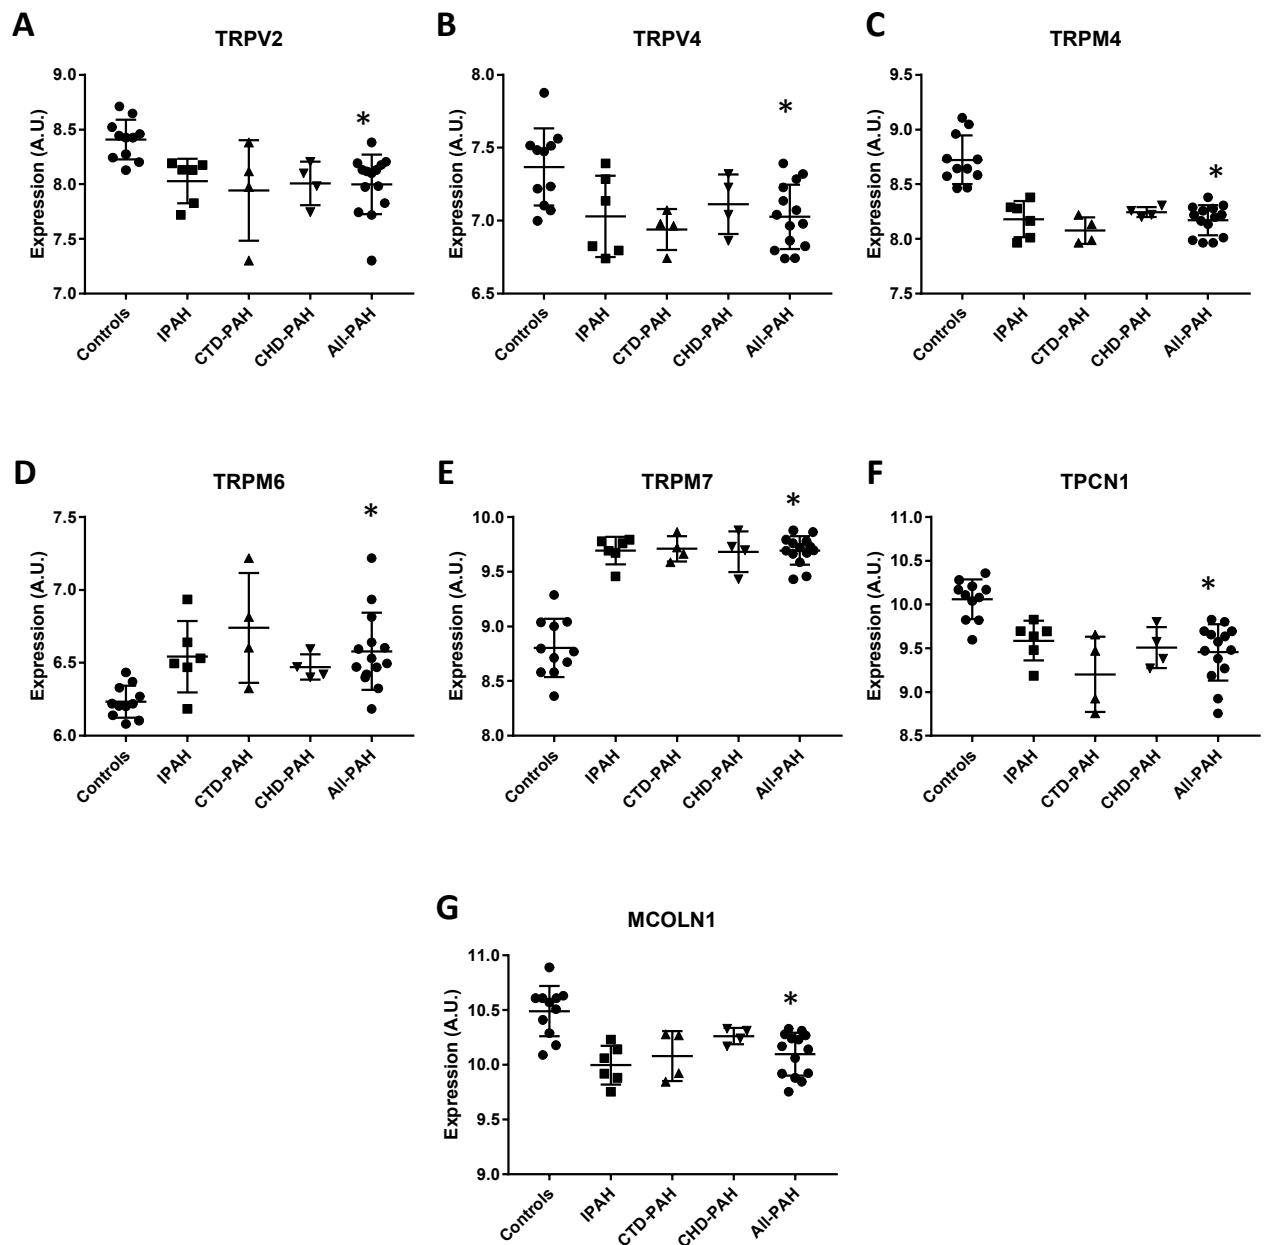 A
TRPV2
Expression (A.U.)
9.0
8.5
8.0
7.5
7.0
*
Controls
IPAH
CTD-PAH
CHD-PAH
All-PAH
B
TRPV4
Expression (A.U.)
8.0
7.5
7.0
6.5
*
Controls
IPAH
CTD-PAH
CHD-PAH
All-PAH
C
TRPM4
Expression (A.U.)
9.5
9.0
8.5
8.0
7.5
*
Controls
IPAH
CTD-PAH
CHD-PAH
All-PAH
D
TRPM6
Expression (A.U.)
7.5
7.0
6.5
6.0
*
Controls
IPAH
CTD-PAH
CHD-PAH
All-PAH
E
TRPM7
Expression (A.U.)
10.0
9.5
9.0
8.5
8.0
*
Controls
IPAH
CTD-PAH
CHD-PAH
All-PAH
F
TPCN1
Expression (A.U.)
11.0
10.5
10.0
9.5
9.0
8.5
*
Controls
IPAH
CTD-PAH
CHD-PAH
All-PAH
G
MCOLN1
Expression (A.U.)
11.0
10.5
10.0
9.5
9.0
*
Controls
IPAH
CTD-PAH
CHD-PAH
All-PAH